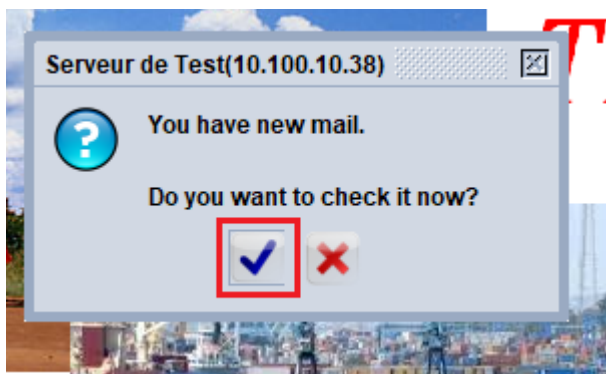 Serveur de Test(10.100.10.38)
You have new mail.
Do you want to check it now?